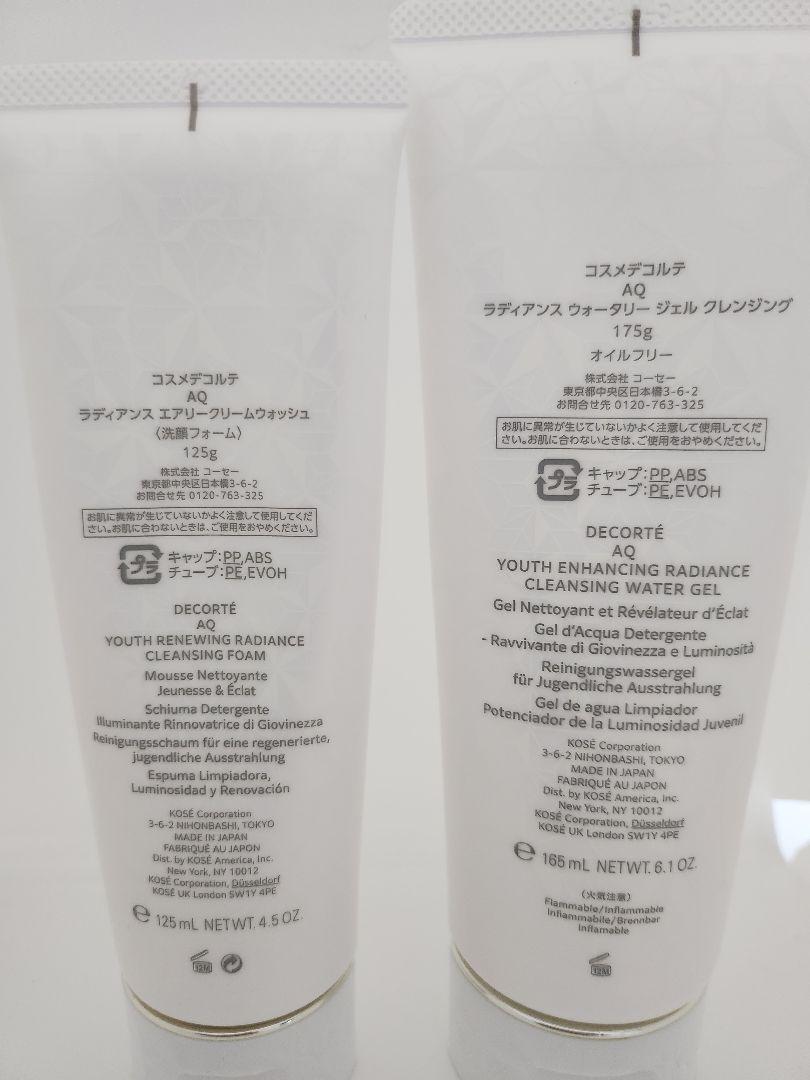 コスメデコルテ
AQ
ラディアンス エアリークリームウォッシュ
〈洗顔フォーム〉
125g
株式会社 コーセー
東京都中央区日本橋3-6-2
お問合せ先 0120-763-325
お肌に異常が生じていないかよく注意して使用してくだ
さい。お肌に合わないときは、ご使用をおやめください。
プラ
キャップ:PP,ABS
チューブ:PE,EVOH
DECORTÉ
AQ
YOUTH RENEWING RADIANCE
CLEANSING FOAM
Mousse Nettoyante
Jeunesse & Éclat
Schiuma Detergente
Illuminante Rinnovatrice di Giovinezza
Reinigungsschaum für eine regenerierte,
jugendliche Ausstrahlung
Espuma Limpiadora,
Luminosidad y Renovación
KOSÉ Corporation
3-6-2 NIHONBASHI, TOKYO
MADE IN JAPAN
FABRIQUÉ AU JAPON
Dist. by KOSÉ America, Inc.
New York, NY 10012
KOSÉ Corporation, Düsseldorf
KOSÉ UK London SW1Y 4PE
℮ 125 mL NETWT. 4.5 OZ.
12M
コスメデコルテ
AQ
ラディアンス ウォータリー ジェル クレンジング
175g
オイルフリー
株式会社 コーセー
東京都中央区日本橋3-6-2
お問合せ先 0120-763-325
お肌に異常が生じていないかよく注意して使用してくだ
さい。お肌に合わないときは、ご使用をおやめください。
プラ
キャップ:PP,ABS
チューブ:PE,EVOH
DECORTÉ
AQ
YOUTH ENHANCING RADIANCE
CLEANSING WATER GEL
Gel Nettoyant et Révélateur d'Éclat
Gel d'Acqua Detergente
- Ravvivante di Giovinezza e Luminosità
Reinigungswassergel
für Jugendliche Ausstrahlung
Gel de agua Limpiador
Potenciador de la Luminosidad Juvenil
KOSÉ Corporation
3-6-2 NIHONBASHI, TOKYO
MADE IN JAPAN
FABRIQUÉ AU JAPON
Dist. by KOSÉ America, Inc.
New York, NY 10012
KOSÉ Corporation, Düsseldorf
KOSÉ UK London SW1Y 4PE
℮ 165 mL NETWT. 6.1 OZ.
(火気注意)
Flammable/Inflammable
Inflammabile/Brennbar
Inflamable
12M